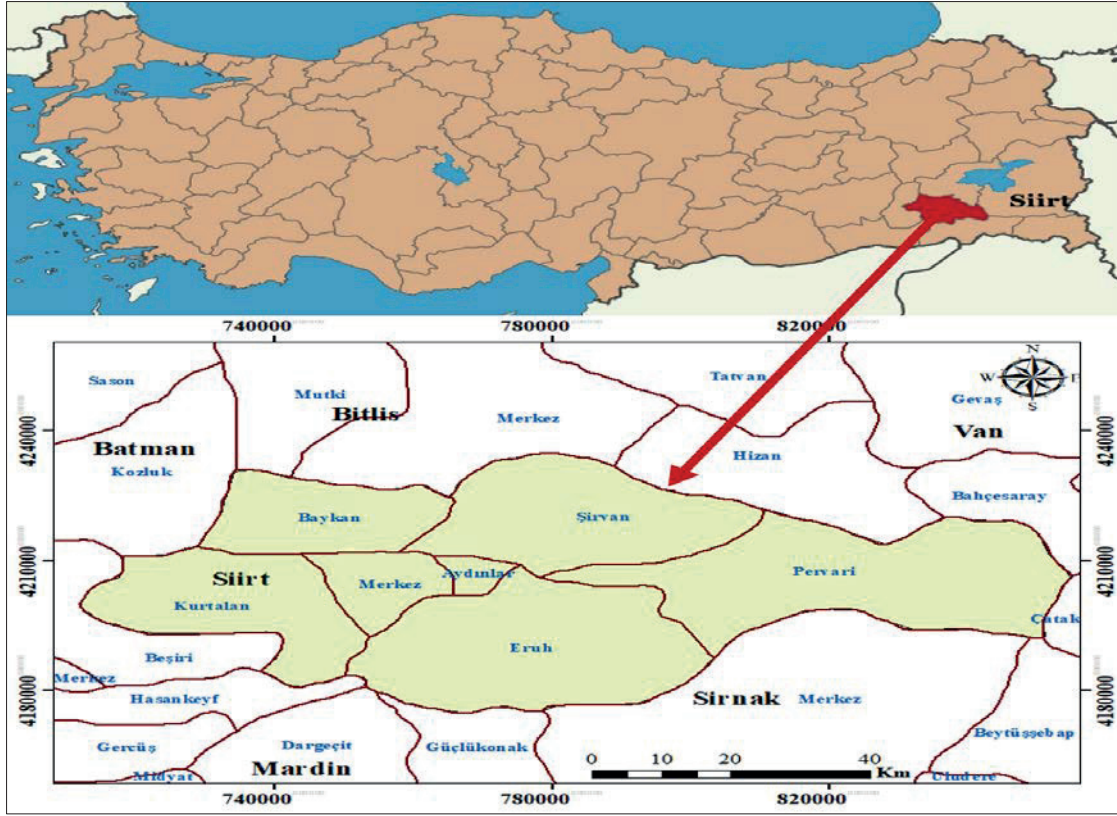 Siirt
740000 780000 820000
N
W E
S
Sason
Tatvan
Mutki
Gevaş
Bitlis
Merkez
Van
4240000
4240000
Batman
Hizan
Kozluk
Bahçesaray
Baykan
Şirvan
4210000
4210000
Siirt
Merkez
Aydınlar
Pervari
Kurtalan
Çatak
Eruh
Beşiri
Merkez
Hasankeyf
4180000
4180000
Sirnak
Merkez
Gercüş
Dargeçit
Güçlükonak
Beytüşşebap
Mardin
Midyat
0 10 20 40
Km
Uludere
740000 780000 820000